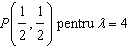 P(1/2, 1/2) pentru λ = 4